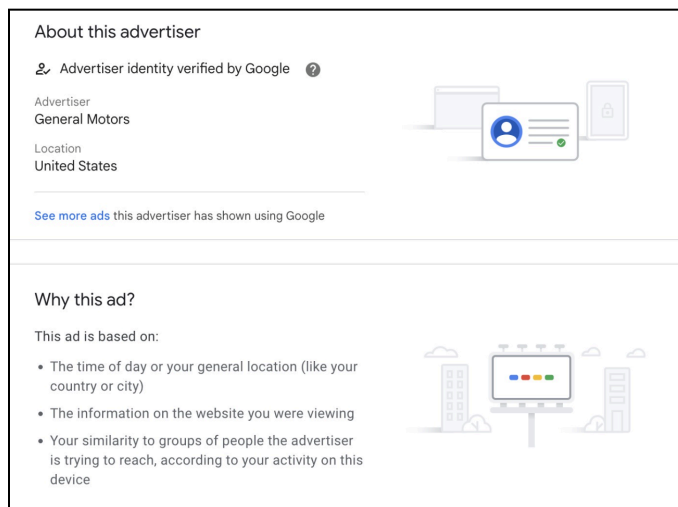 About this advertiser
Advertiser identity verified by Google ?
Advertiser
General Motors
Location
United States
See more ads this advertiser has shown using Google
Why this ad?
This ad is based on:
• The time of day or your general location (like your
country or city)
• The information on the website you were viewing
• Your similarity to groups of people the advertiser
is trying to reach, according to your activity on this
device